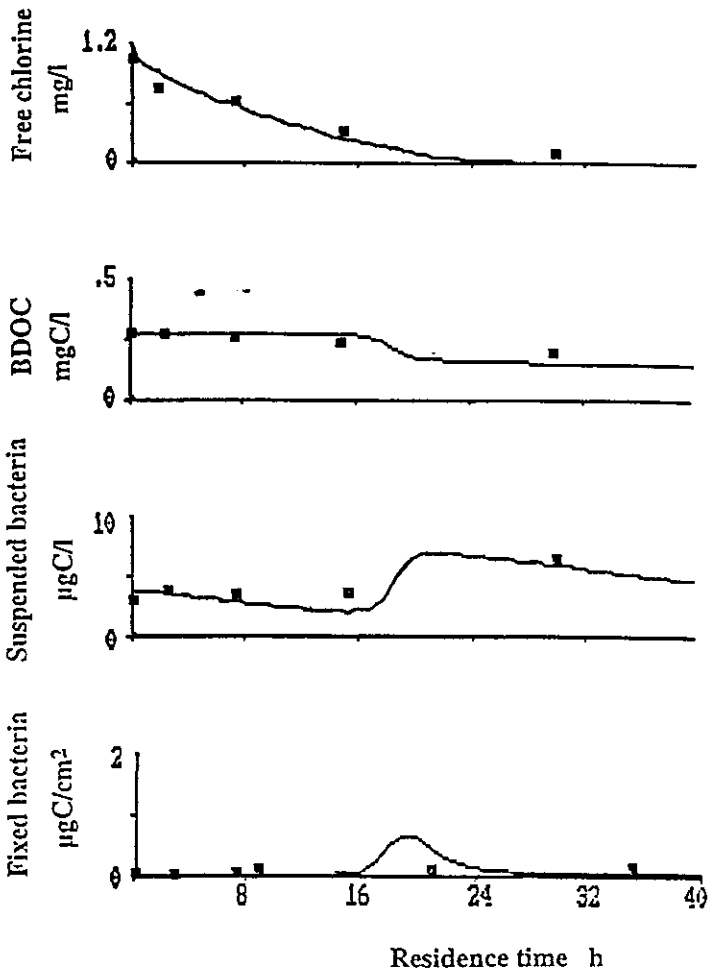 Free chlorine
mg/l
1.2
0
BDOC
mgC/l
.5
0
Suspended bacteria
µgC/l
10
0
Fixed bacteria
µgC/cm²
2
0
8 16 24 32 40
Residence time h